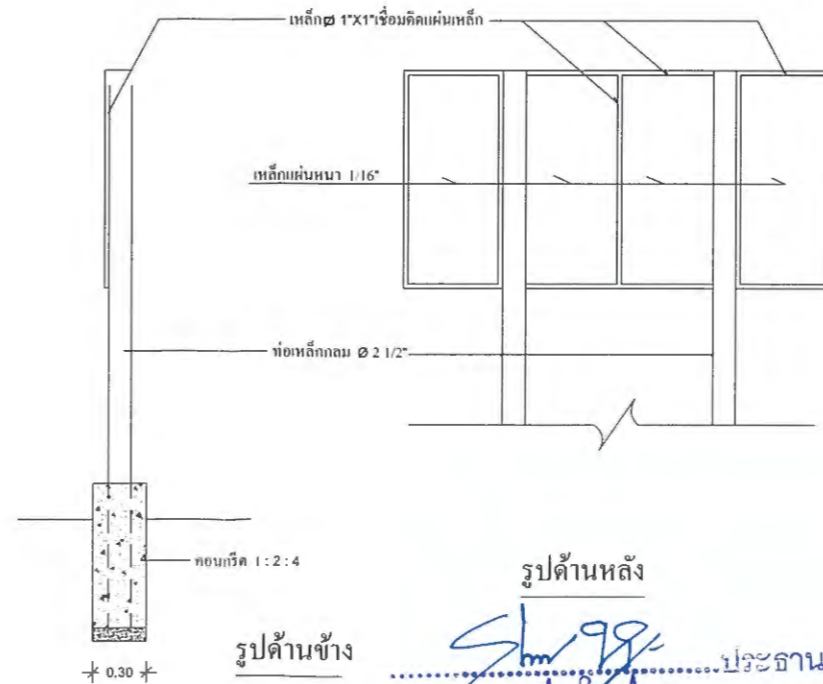 เหล็ก⌀ 1"X1"เชื่อมติดแผ่นเหล็ก
เหล็กแผ่นหนา 1/16"
ท่อเหล็กกลม Ø 2 1/2"
คอนกรีต 1 : 2 : 4
รูปด้านหลัง
รูปด้านข้าง
ประธาน
0.30